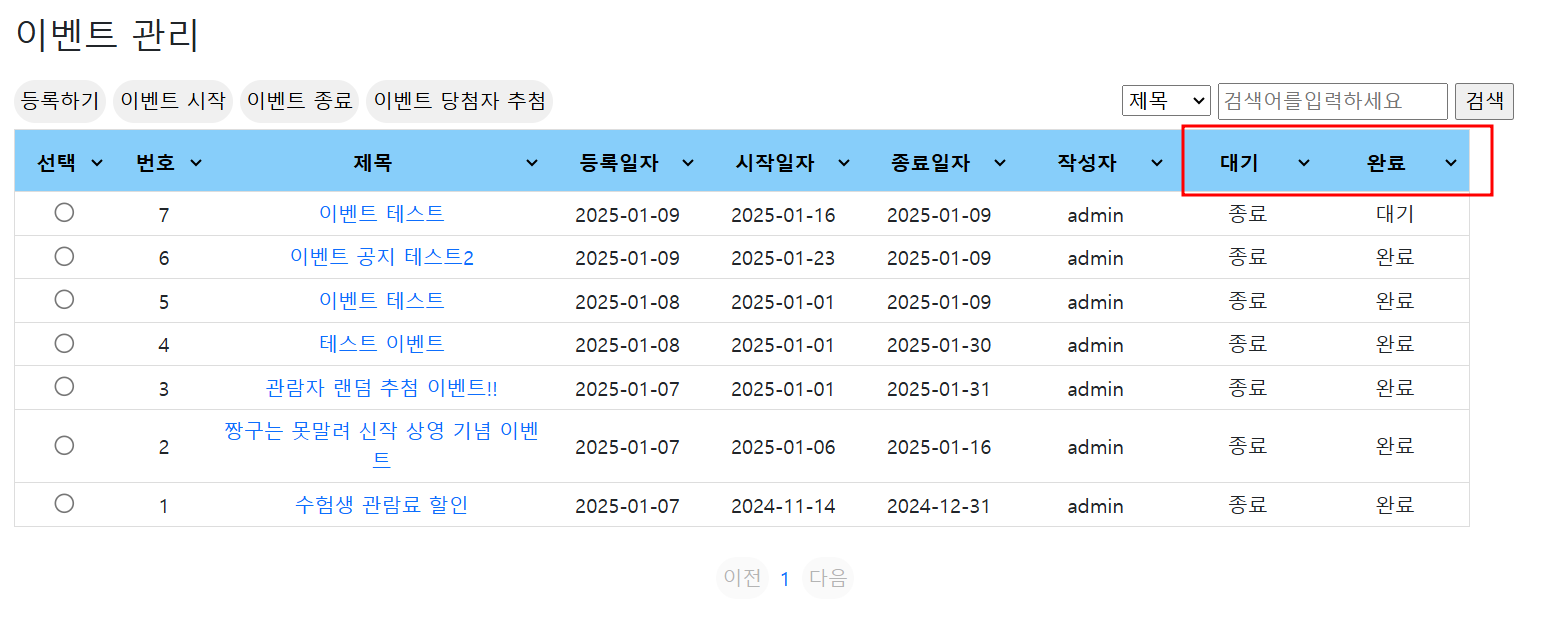 이벤트 관리
등록하기 이벤트 시작 이벤트 종료 이벤트 당첨자 추첨 제목 검색어를입력하세요 검색
선택 번호 제목 등록일자 시작일자 종료일자 작성자 대기 완료
7 이벤트 테스트 2025-01-09 2025-01-16 2025-01-09 admin 종료 대기
6 이벤트 공지 테스트2 2025-01-09 2025-01-23 2025-01-09 admin 종료 완료
5 이벤트 테스트 2025-01-08 2025-01-01 2025-01-09 admin 종료 완료
4 테스트 이벤트 2025-01-08 2025-01-01 2025-01-30 admin 종료 완료
3 관람자 랜덤 추첨 이벤트!! 2025-01-07 2025-01-01 2025-01-31 admin 종료 완료
2 짱구는 못말려 신작 상영 기념 이벤
트 2025-01-07 2025-01-06 2025-01-16 admin 종료 완료
1 수험생 관람료 할인 2025-01-07 2024-11-14 2024-12-31 admin 종료 완료
이전 1 다음